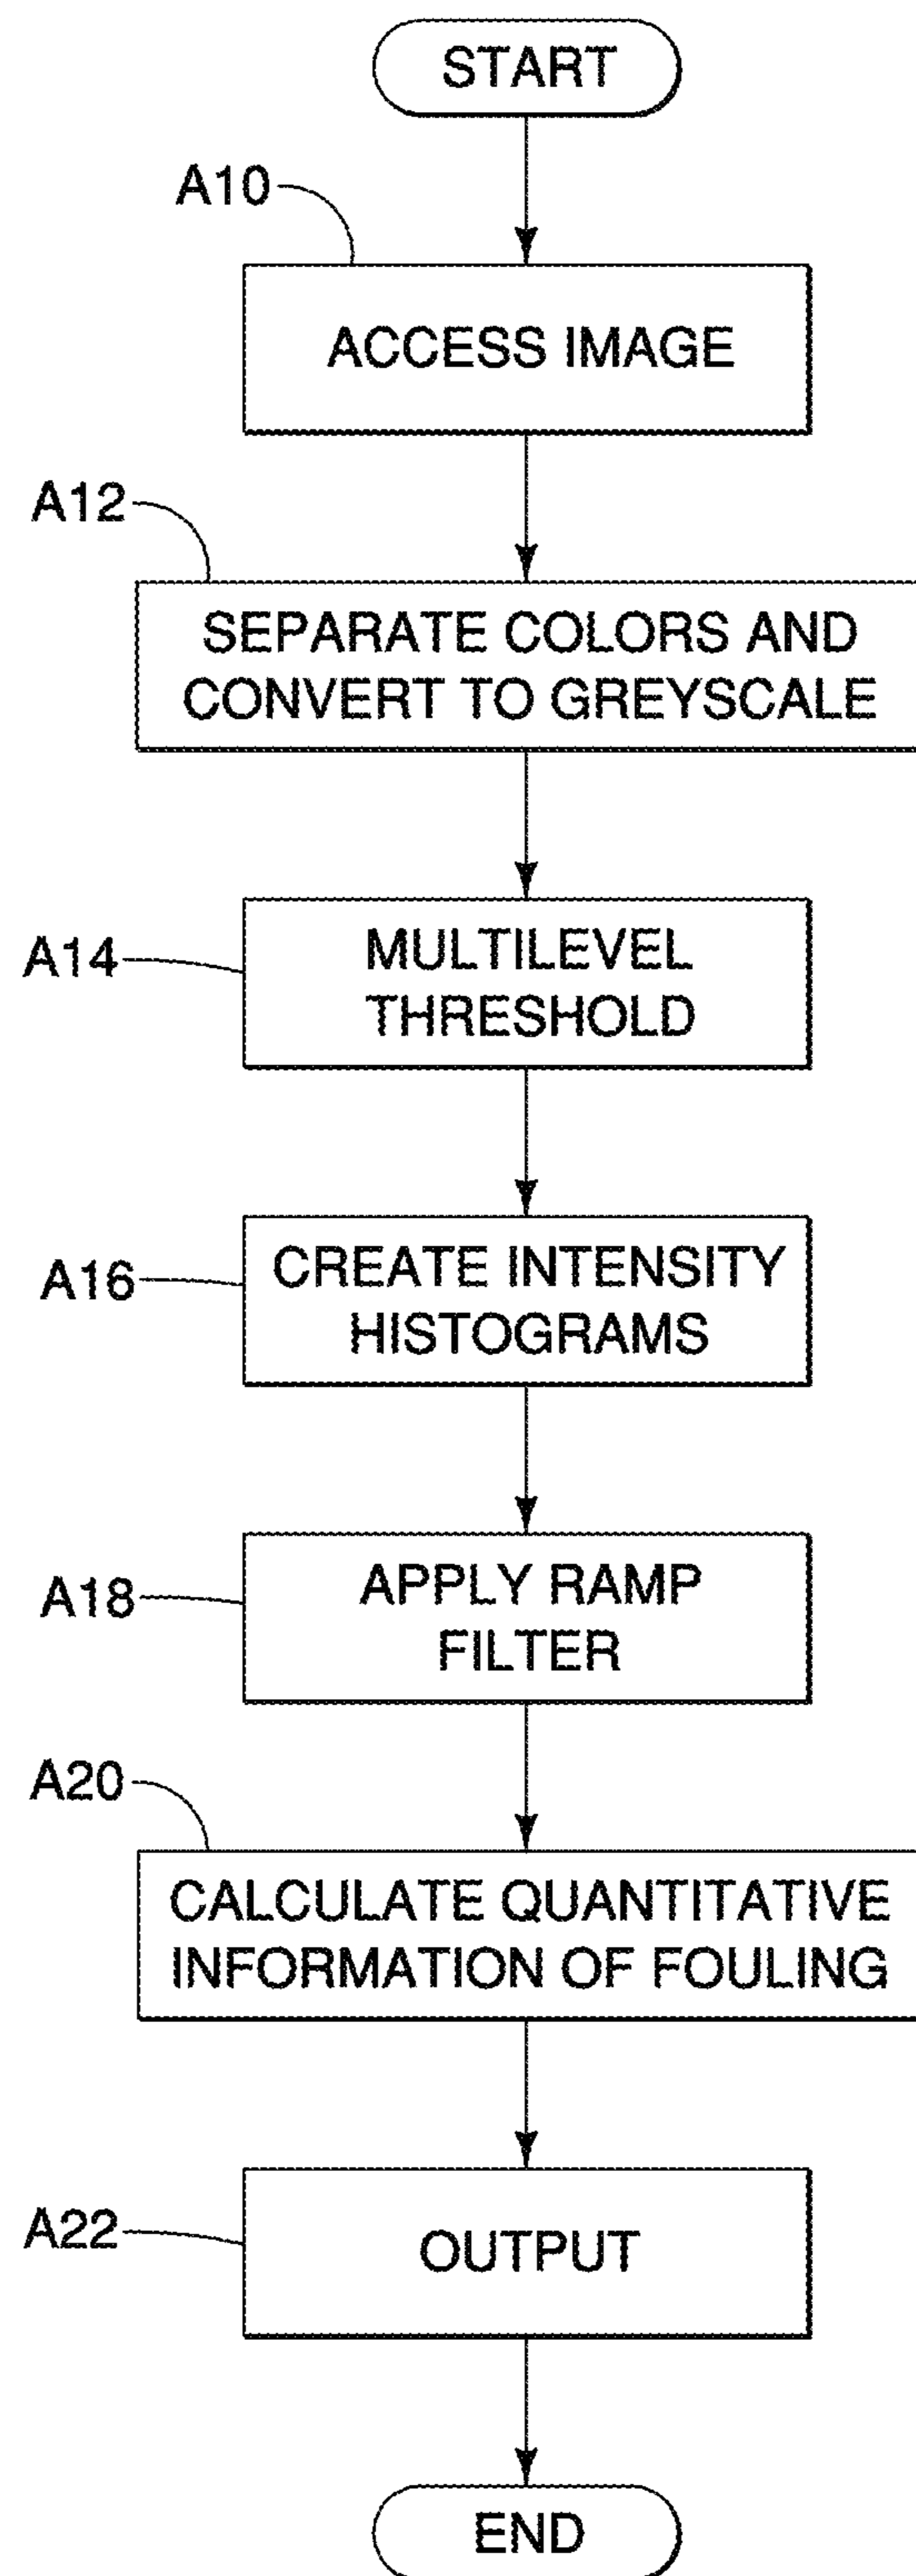 START
A10
ACCESS IMAGE
A12
SEPARATE COLORS AND
CONVERT TO GREYSCALE
A14
MULTILEVEL
THRESHOLD
A16
CREATE INTENSITY
HISTOGRAMS
A18
APPLY RAMP
FILTER
A20
CALCULATE QUANTITATIVE
INFORMATION OF FOULING
A22
OUTPUT
END